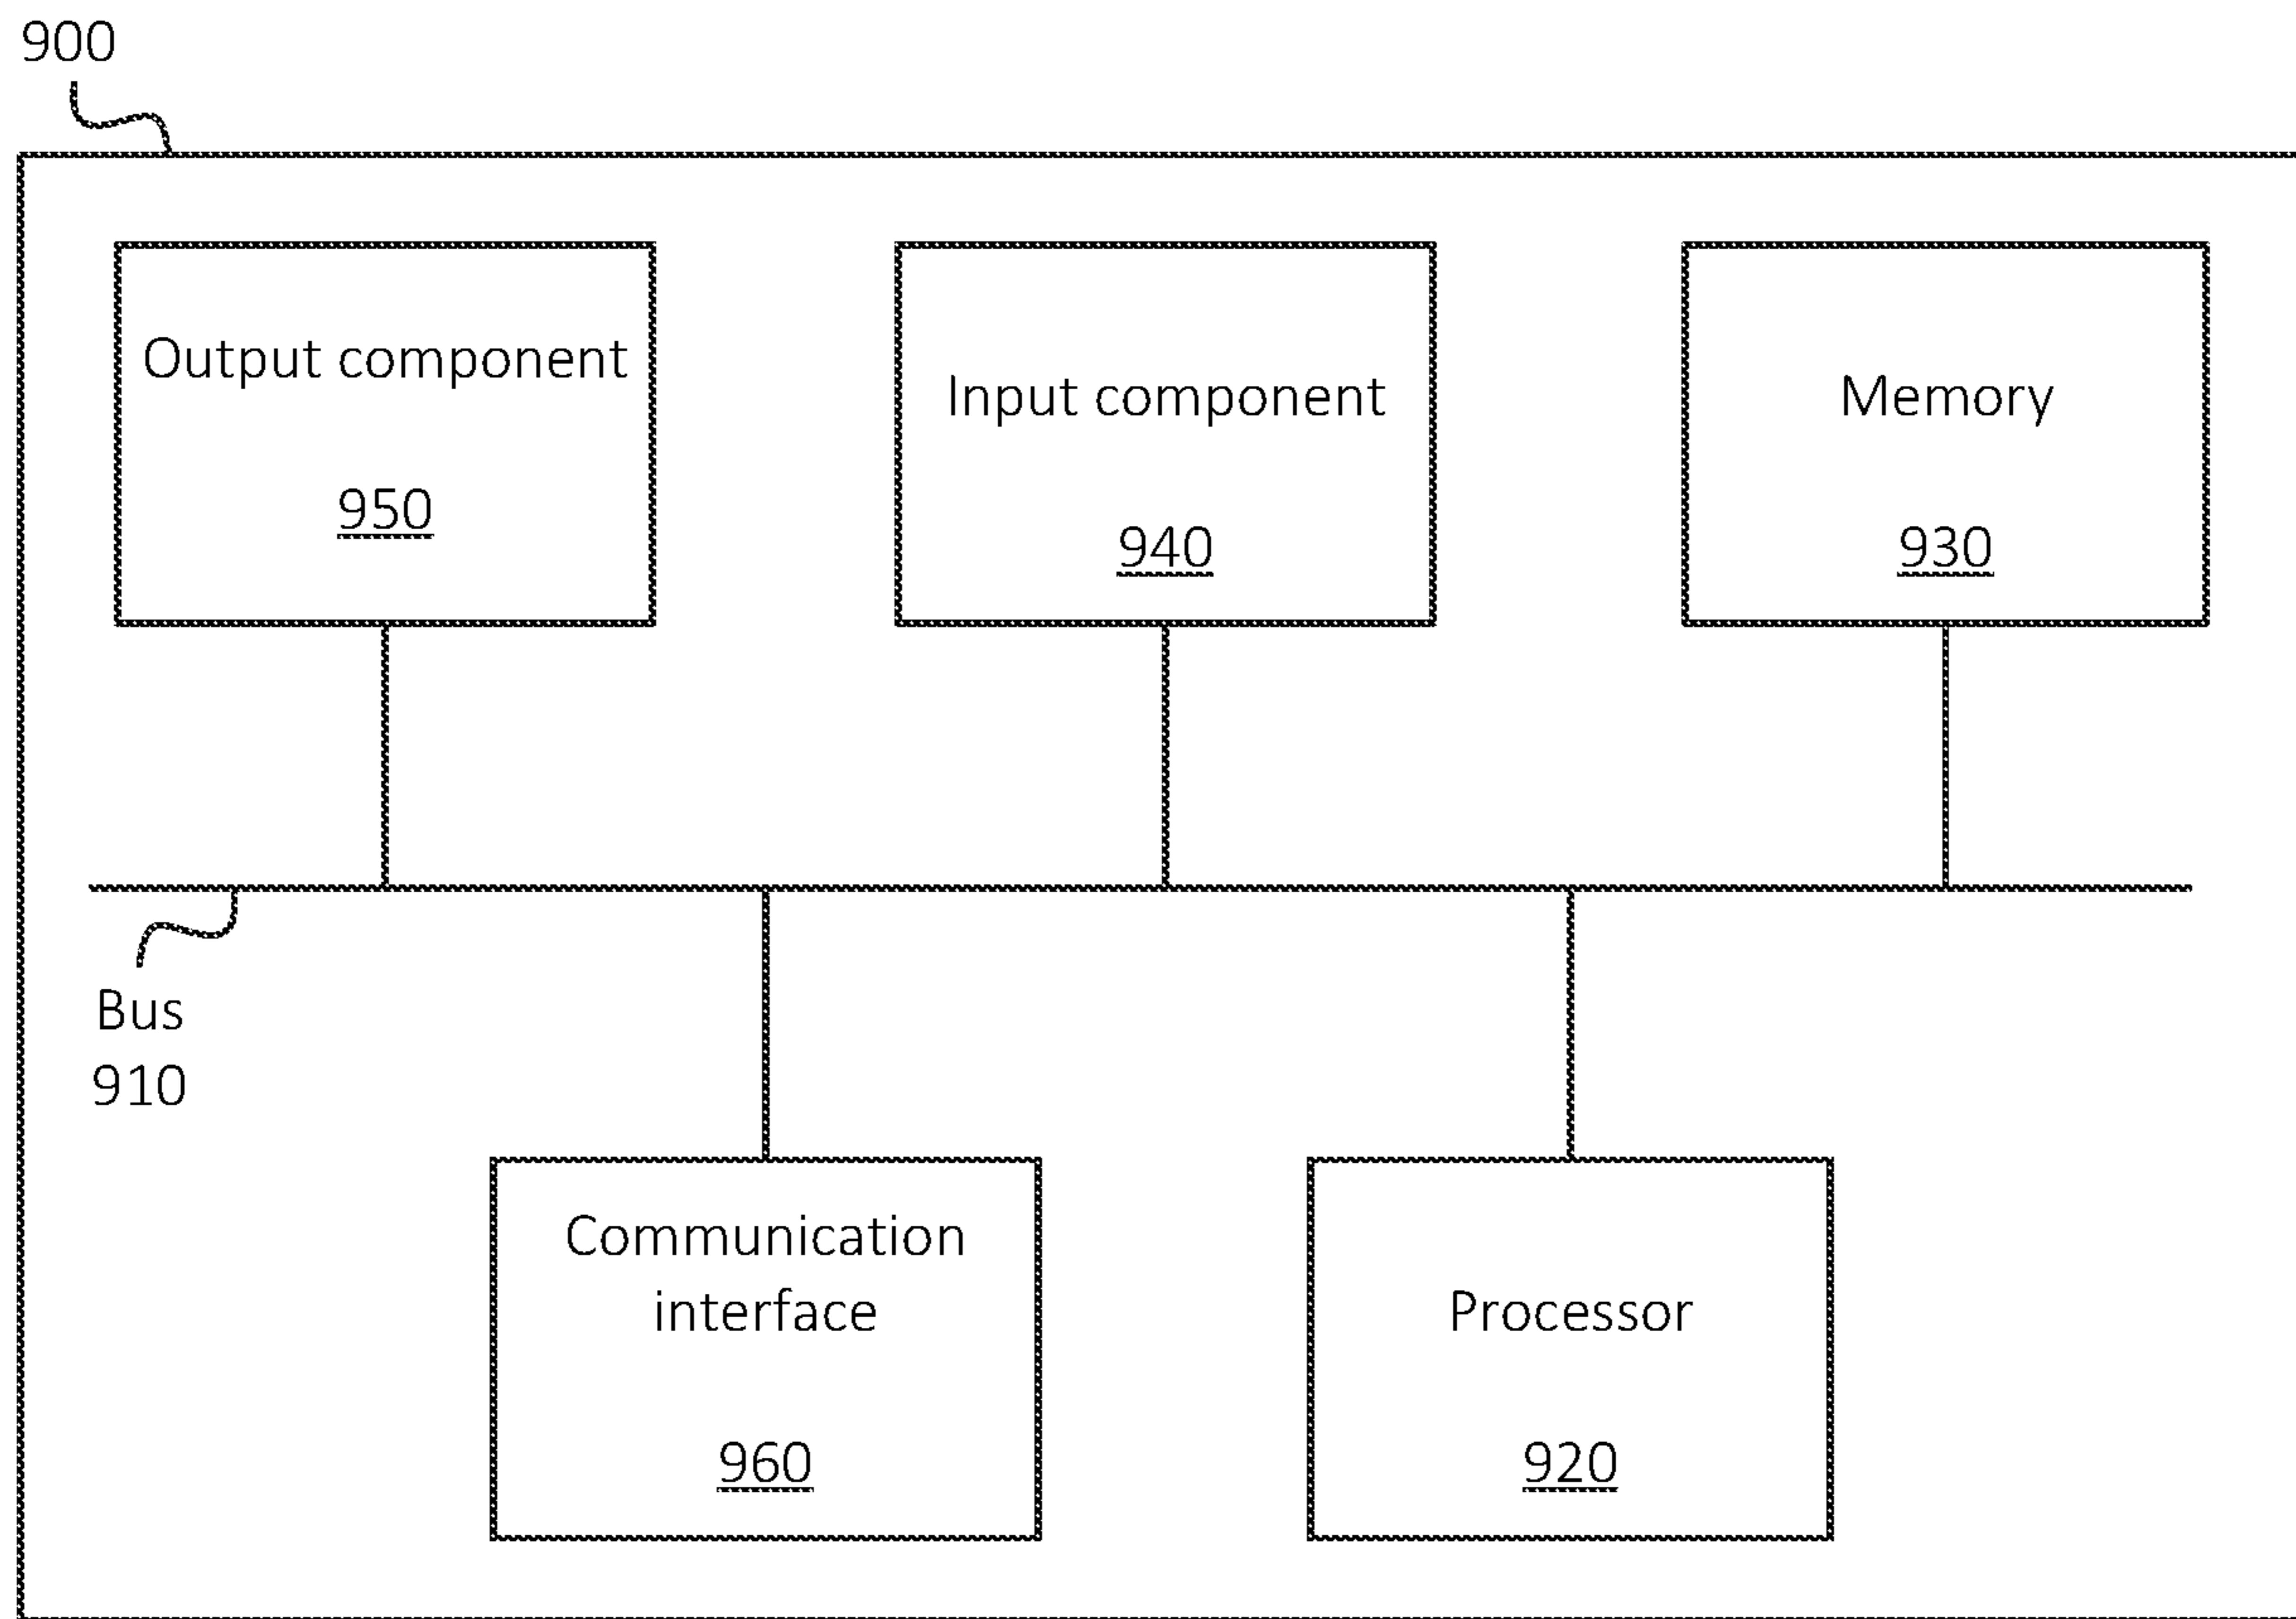 900
Output component
950
Input component
940
Memory
930
Bus
910
Communication
interface
960
Processor
920